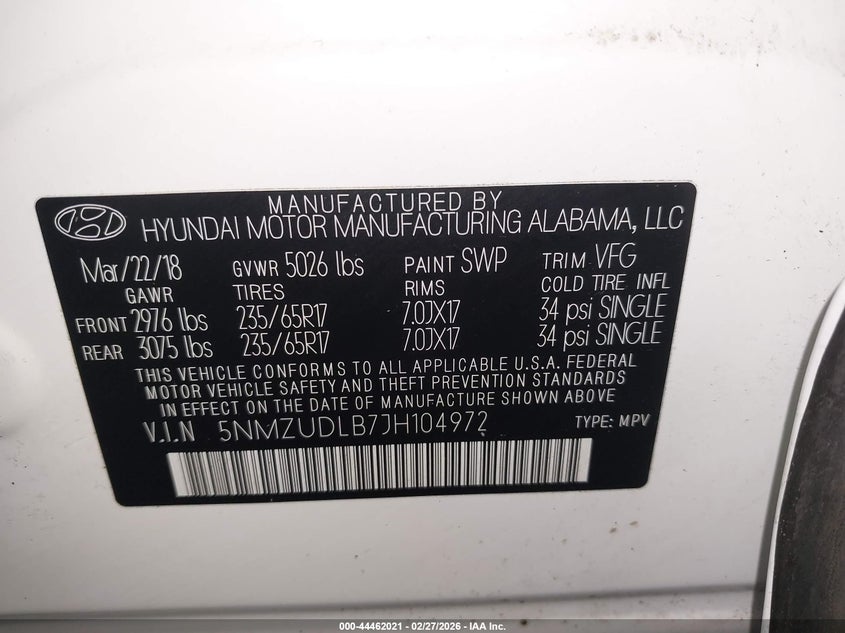 MANUFACTURED BY
HYUNDAI MOTOR MANUFACTURING ALABAMA, LLC
Mar/22/18 GVWR 5026 lbs PAINT SWP TRIM VFG
GAWR TIRES RIMS COLD TIRE INFL
FRONT 2976 lbs 235/65R17 7.0JX17 34 psi SINGLE
REAR 3075 lbs 235/65R17 7.0JX17 34 psi SINGLE
THIS VEHICLE CONFORMS TO ALL APPLICABLE U.S.A. FEDERAL
MOTOR VEHICLE SAFETY AND THEFT PREVENTION STANDARDS
IN EFFECT ON THE DATE OF MANUFACTURE SHOWN ABOVE.
V.I.N 5NMZUDLB7JH104972 TYPE: MPV
000-44462021 - 02/27/2026 - IAA Inc.